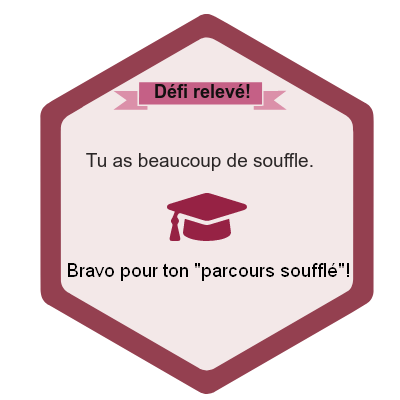 Défi relevé!
Tu as beaucoup de souffle.
Bravo pour ton "parcours soufflé"!